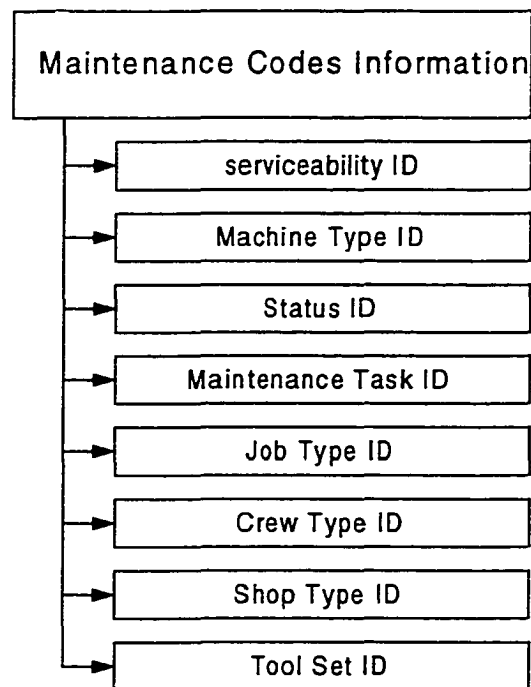 Maintenance Codes Information
serviceability ID
Machine Type ID
Status ID
Maintenance Task ID
Job Type ID
Crew Type ID
Shop Type ID
Tool Set ID